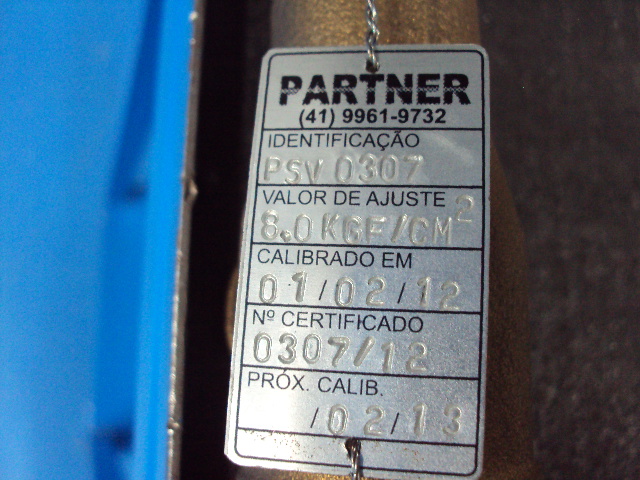 PARTNER
(41) 9961-9732
IDENTIFICAÇÃO
PSV 0307
VALOR DE AJUSTE
8.0 KGF/CM²
CALIBRADO EM
01/02/12
Nº CERTIFICADO
0307/12
PRÓX. CALIB.
/02/13